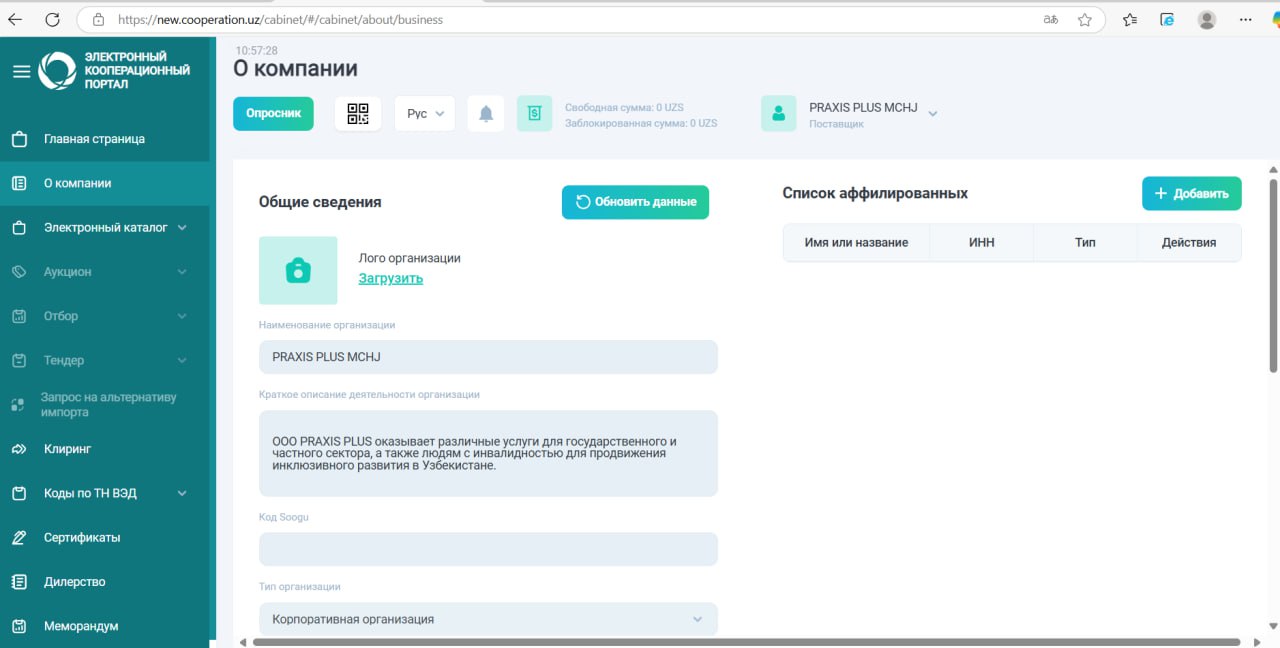 https://new.cooperation.uz/cabinet/#/cabinet/about/business
ЭЛЕКТРОННЫЙ
КООПЕРАЦИОННЫЙ
ПОРТАЛ
10:57:28
О компании
Опросник
Рус
Свободная сумма: 0 UZS
Заблокированная сумма: 0 UZS
PRAXIS PLUS MCHJ
Поставщик
Главная страница
О компании
Электронный каталог
Аукцион
Отбор
Тендер
Запрос на альтернативу
импорта
Клиринг
Коды по ТН ВЭД
Сертификаты
Дилерство
Меморандум
Общие сведения
Обновить данные
Лого организации
Загрузить
Наименование организации
PRAXIS PLUS MCHJ
Краткое описание деятельности организации
ООО PRAXIS PLUS оказывает различные услуги для государственного и
частного сектора, а также людям с инвалидностью для продвижения
инклюзивного развития в Узбекистане.
Код Soogu
Тип организации
Корпоративная организация
Список аффилированных
+ Добавить
Имя или название ИНН Тип Действия